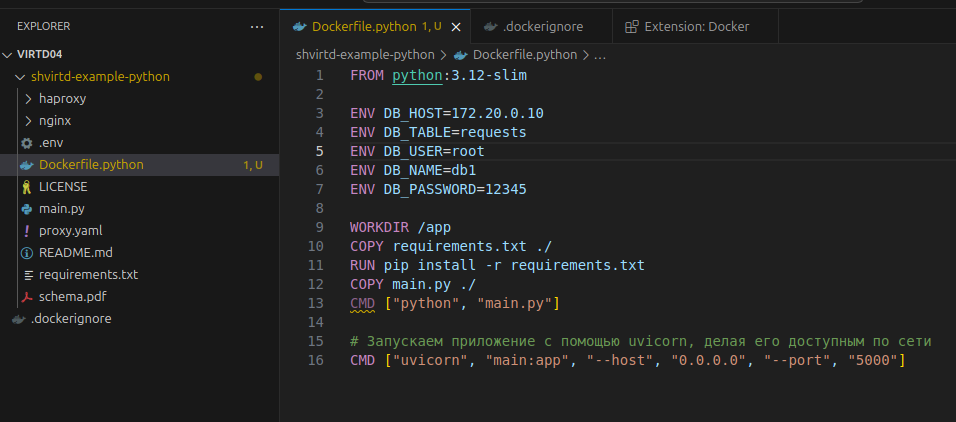 EXPLORER ...
VIRTD04
shvirtd-example-python
haproxy
nginx
.env
Dockerfile.python 1, U
LICENSE
main.py
proxy.yaml
README.md
requirements.txt
schema.pdf
.dockerignore
Dockerfile.python 1, U .dockerignore Extension: Docker
shvirtd-example-python > Dockerfile.python > ...
1 FROM python:3.12-slim
2
3 ENV DB_HOST=172.20.0.10
4 ENV DB_TABLE=requests
5 ENV DB_USER=root
6 ENV DB_NAME=db1
7 ENV DB_PASSWORD=12345
8
9 WORKDIR /app
10 COPY requirements.txt ./
11 RUN pip install -r requirements.txt
12 COPY main.py ./
13 CMD ["python", "main.py"]
14
15 # Запускаем приложение с помощью uvicorn, делая его доступным по сети
16 CMD ["uvicorn", "main:app", "--host", "0.0.0.0", "--port", "5000"]